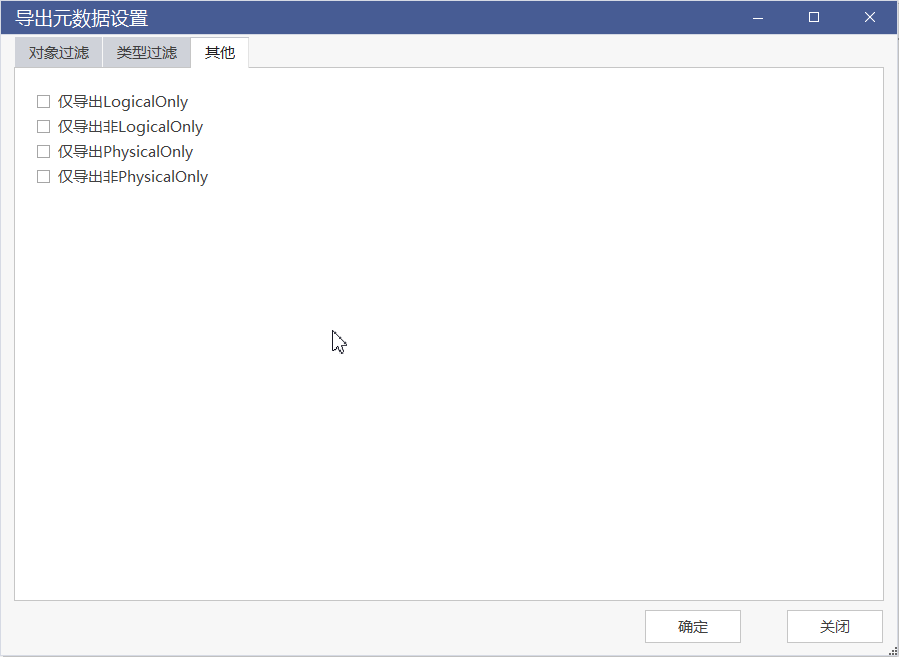 导出元数据设置
对象过滤 类型过滤 其他
仅导出LogicalOnly
仅导出非LogicalOnly
仅导出PhysicalOnly
仅导出非PhysicalOnly
确定 关闭